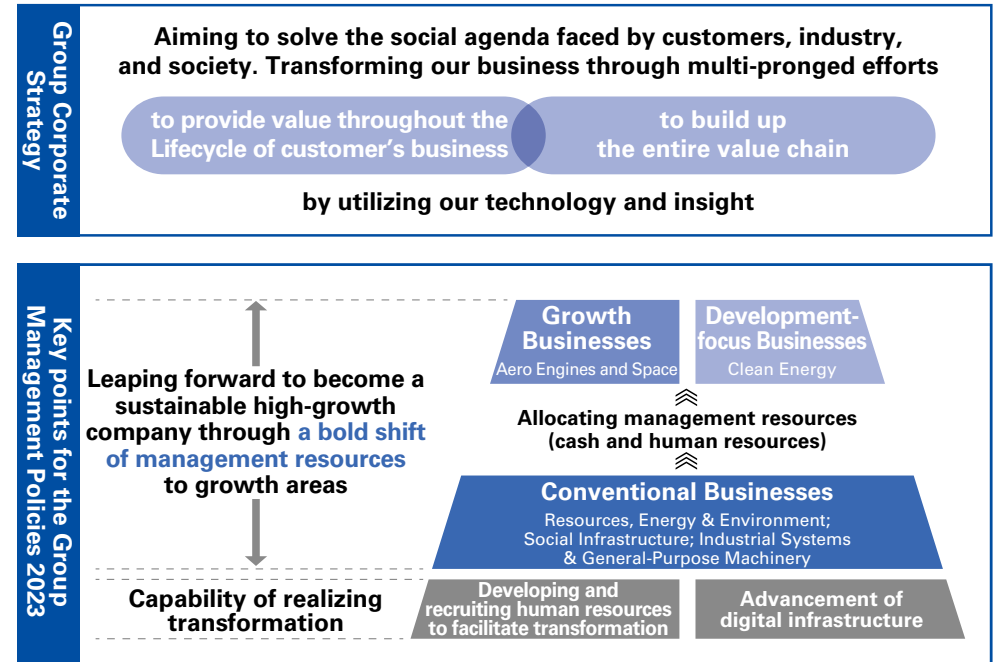 Group Corporate
Strategy
Aiming to solve the social agenda faced by customers, industry,
and society. Transforming our business through multi-pronged efforts
to provide value throughout the
Lifecycle of customer's business
to build up
the entire value chain
by utilizing our technology and insight
Key points for the Group
Management Policies 2023
Leaping forward to become a
sustainable high-growth
company through a bold shift
of management resources
to growth areas
Growth
Businesses
Aero Engines and Space
Development-
focus Businesses
Clean Energy
Allocating management resources
(cash and human resources)
Conventional Businesses
Resources, Energy & Environment;
Social Infrastructure; Industrial Systems
& General-Purpose Machinery
Capability of realizing
transformation
Developing and
recruiting human resources
to facilitate transformation
Advancement of
digital infrastructure